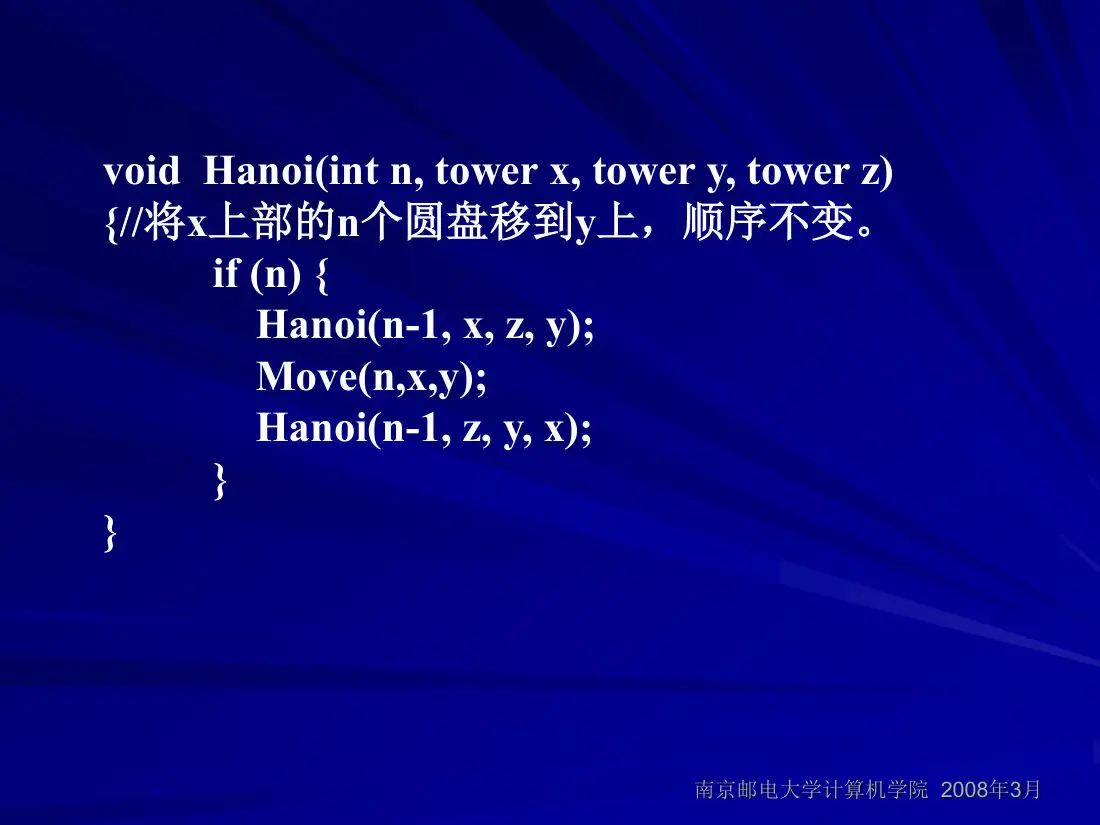 void  Hanoi(int n, tower x, tower y, tower z)
{//将x上部的n个圆盘移到y上，顺序不变。
if (n) {
Hanoi(n-1, x, z, y);
Move(n,x,y);
Hanoi(n-1, z, y, x);
}
}
南京邮电大学计算机学院  2008年3月